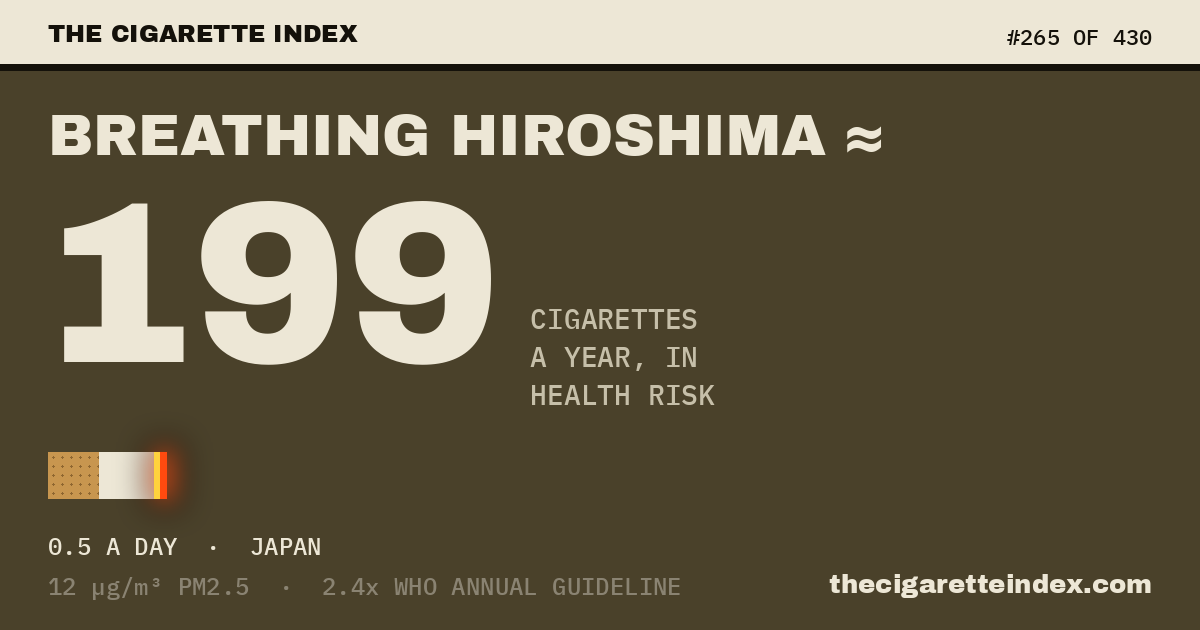 THE CIGARETTE INDEX
#265 OF 430
BREATHING HIROSHIMA ≈
199
CIGARETTES
A YEAR, IN
HEALTH RISK
0.5 A DAY · JAPAN
12 µg/m³ PM2.5 · 2.4x WHO ANNUAL GUIDELINE
thecigaretteindex.com